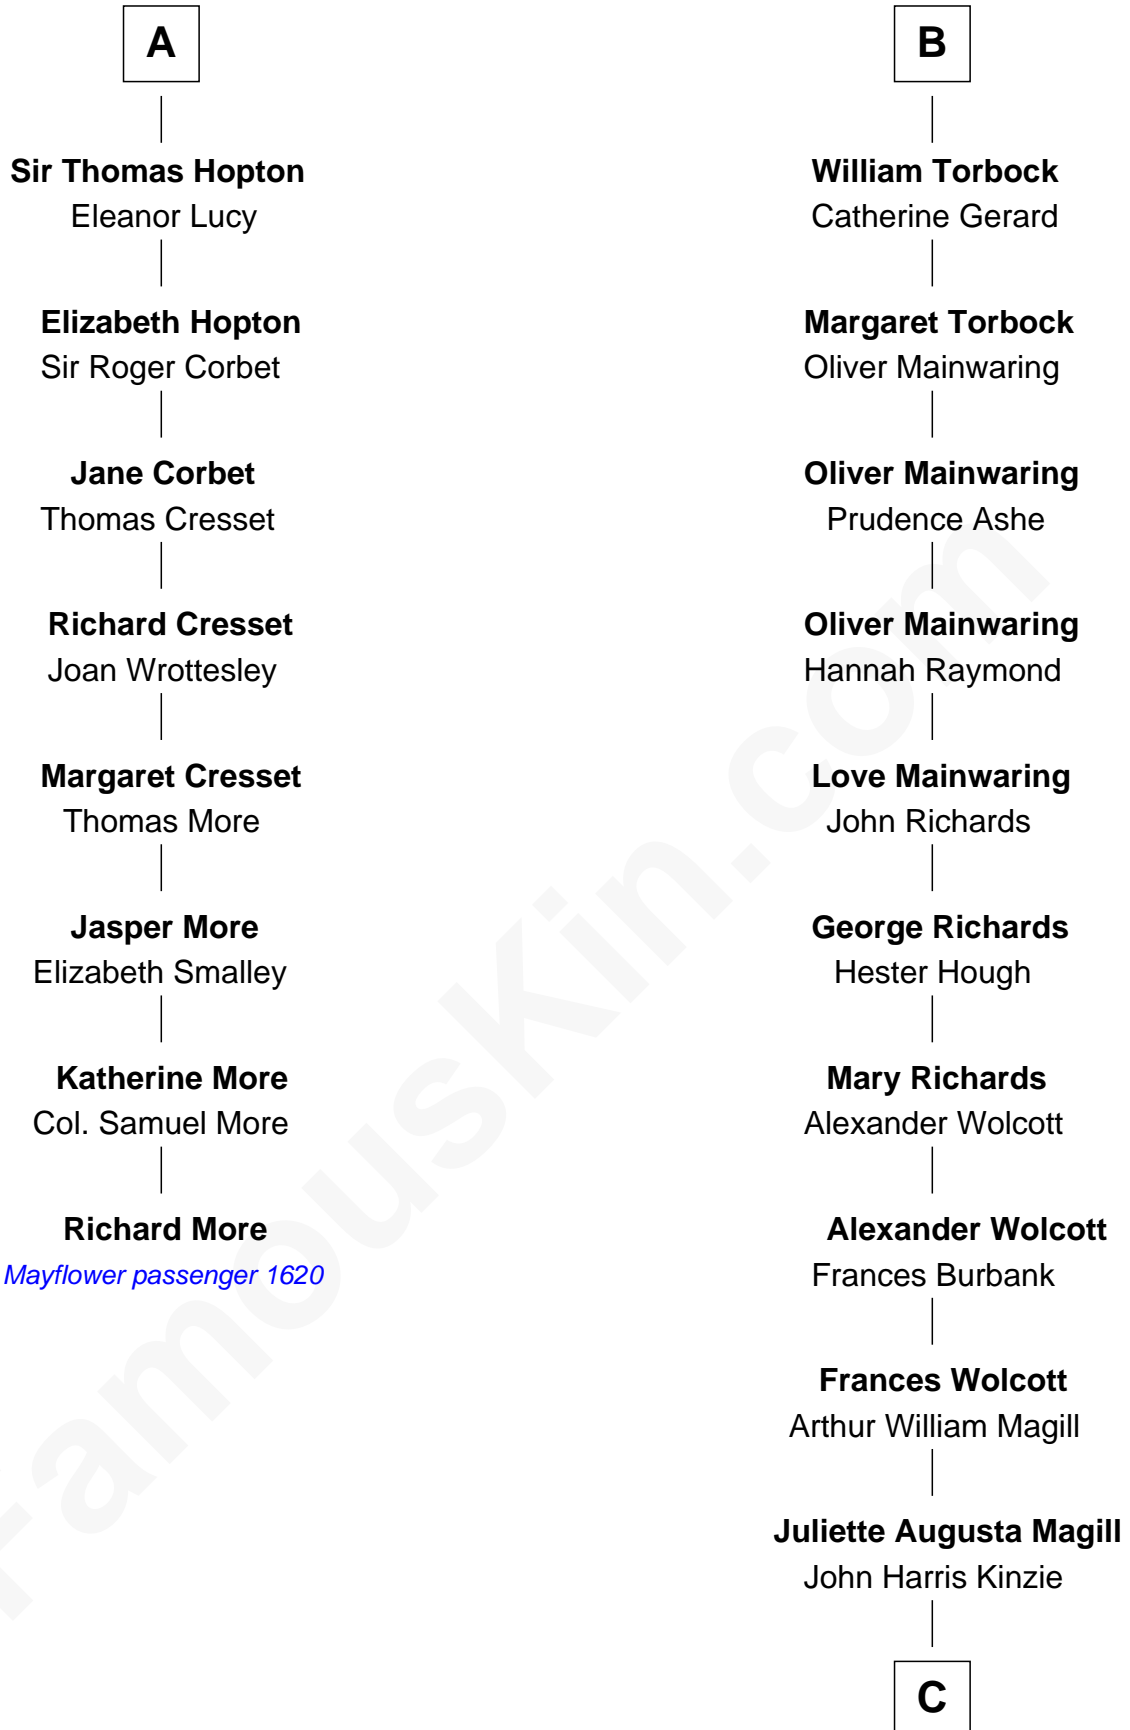 A
Sir Thomas Hopton
Eleanor Lucy
Elizabeth Hopton
Sir Roger Corbet
Jane Corbet
Thomas Cresset
Richard Cresset
Joan Wrottesley
Margaret Cresset
Thomas More
Jasper More
Elizabeth Smalley
Katherine More
Col. Samuel More
Richard More
Mayflower passenger 1620
B
William Torbock
Catherine Gerard
Margaret Torbock
Oliver Mainwaring
Oliver Mainwaring
Prudence Ashe
Oliver Mainwaring
Hannah Raymond
Love Mainwaring
John Richards
George Richards
Hester Hough
Mary Richards
Alexander Wolcott
Alexander Wolcott
Frances Burbank
Frances Wolcott
Arthur William Magill
Juliette Augusta Magill
John Harris Kinzie
C
FamousKin.com